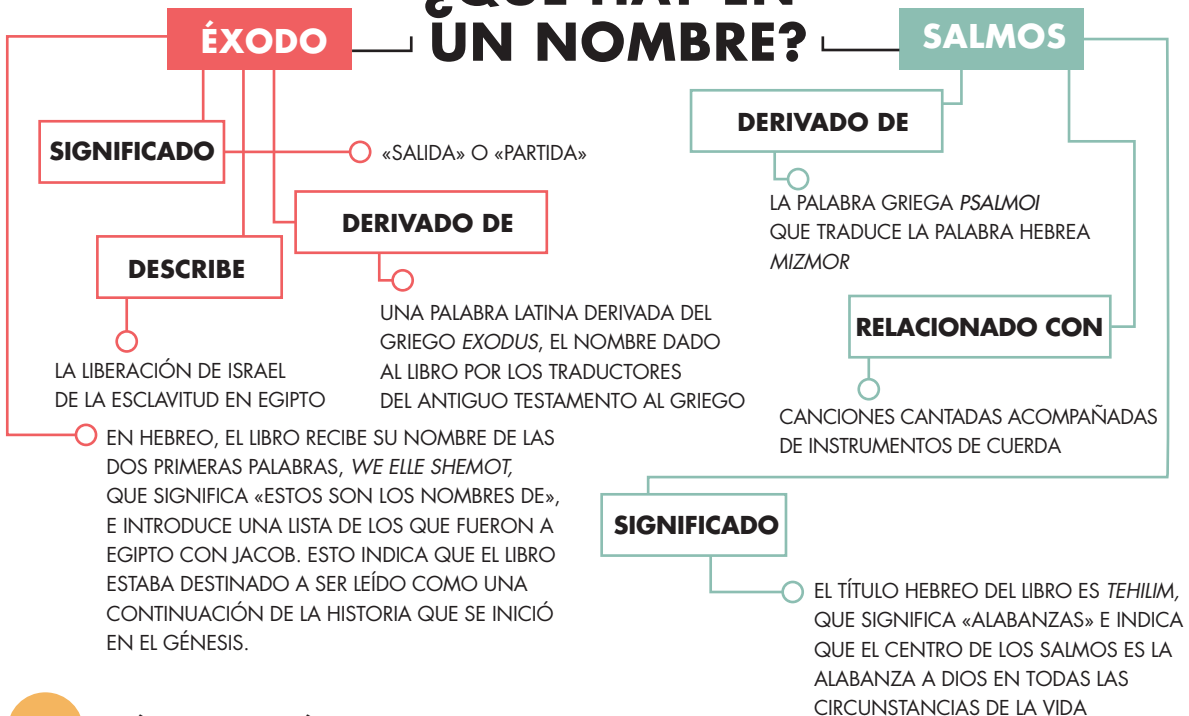 ¿QUÉ HAY EN
UN NOMBRE?
ÉXODO
SIGNIFICADO
«SALIDA» O «PARTIDA»
DERIVADO DE
UNA PALABRA LATINA DERIVADA DEL
GRIEGO EXODUS, EL NOMBRE DADO
AL LIBRO POR LOS TRADUCTORES
DEL ANTIGUO TESTAMENTO AL GRIEGO
DESCRIBE
LA LIBERACIÓN DE ISRAEL
DE LA ESCLAVITUD EN EGIPTO
EN HEBREO, EL LIBRO RECIBE SU NOMBRE DE LAS
DOS PRIMERAS PALABRAS, WE ELLE SHEMOT,
QUE SIGNIFICA «ESTOS SON LOS NOMBRES DE»,
E INTRODUCE UNA LISTA DE LOS QUE FUERON A
EGIPTO CON JACOB. ESTO INDICA QUE EL LIBRO
ESTABA DESTINADO A SER LEÍDO COMO UNA
CONTINUACIÓN DE LA HISTORIA QUE SE INICIÓ
EN EL GÉNESIS.
SALMOS
DERIVADO DE
LA PALABRA GRIEGA PSALMOI
QUE TRADUCE LA PALABRA HEBREA
MIZMOR
RELACIONADO CON
CANCIONES CANTADAS ACOMPAÑADAS
DE INSTRUMENTOS DE CUERDA
SIGNIFICADO
EL TÍTULO HEBREO DEL LIBRO ES TEHILIM,
QUE SIGNIFICA «ALABANZAS» E INDICA
QUE EL CENTRO DE LOS SALMOS ES LA
ALABANZA A DIOS EN TODAS LAS
CIRCUNSTANCIAS DE LA VIDA